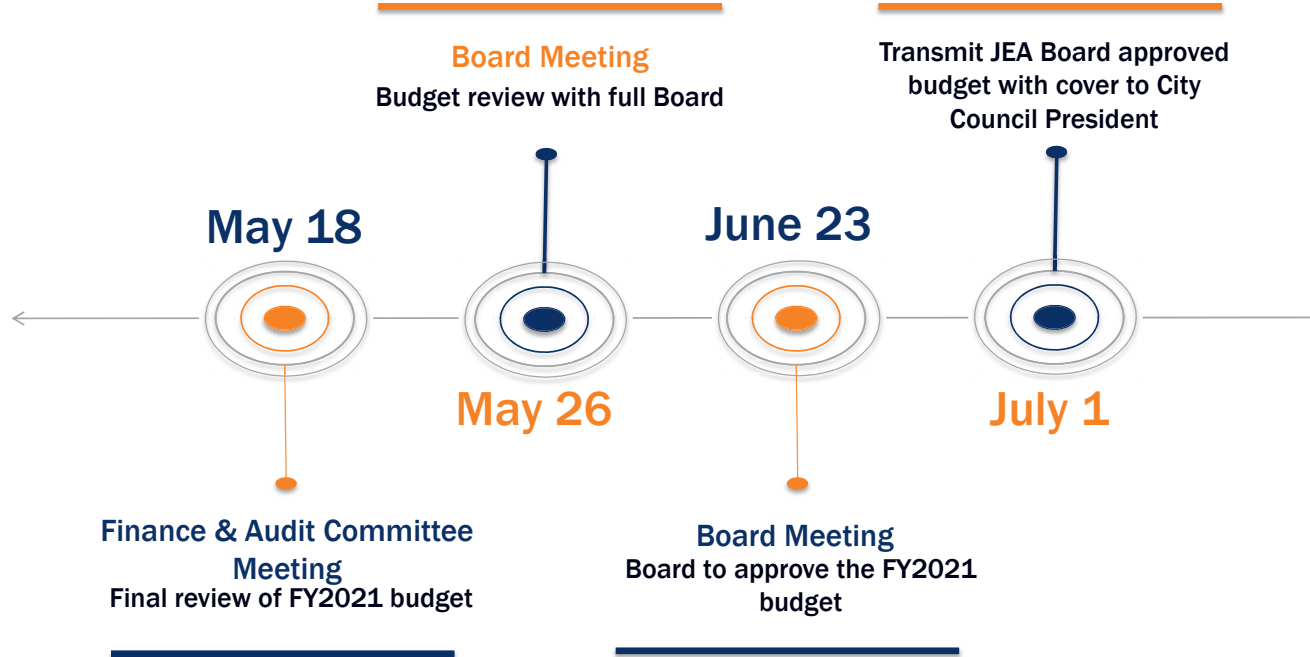 Board Meeting
Budget review with full Board
Transmit JEA Board approved
budget with cover to City
Council President
May 18
June 23
May 26
July 1
Finance & Audit Committee
Meeting
Final review of FY2021 budget
Board Meeting
Board to approve the FY2021
budget